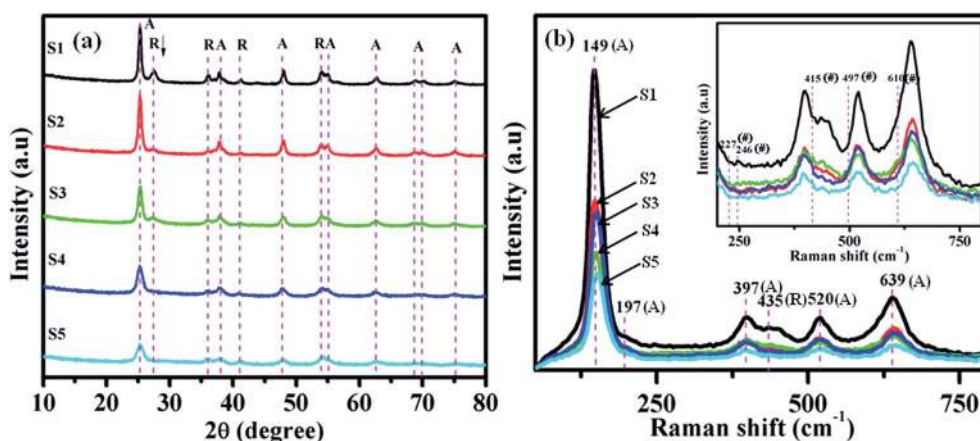 (a)
A
R
R A R A R A A A A
S1
S2
S3
S4
S5
Intensity (a.u)
10 20 30 40 50 60 70 80
2θ (degree)
(b)
149 (A)
S1
S2
S3
S4
S5
197 (A)
397(A)
435 (R)
520 (A)
639 (A)
Intensity (a.u)
250 500 750
Raman shift (cm-1)
415 (#)
497 (#)
610 (#)
227 (#)
246 (#)
Intensity (a.u)
250 500 750
Raman shift (cm-1)